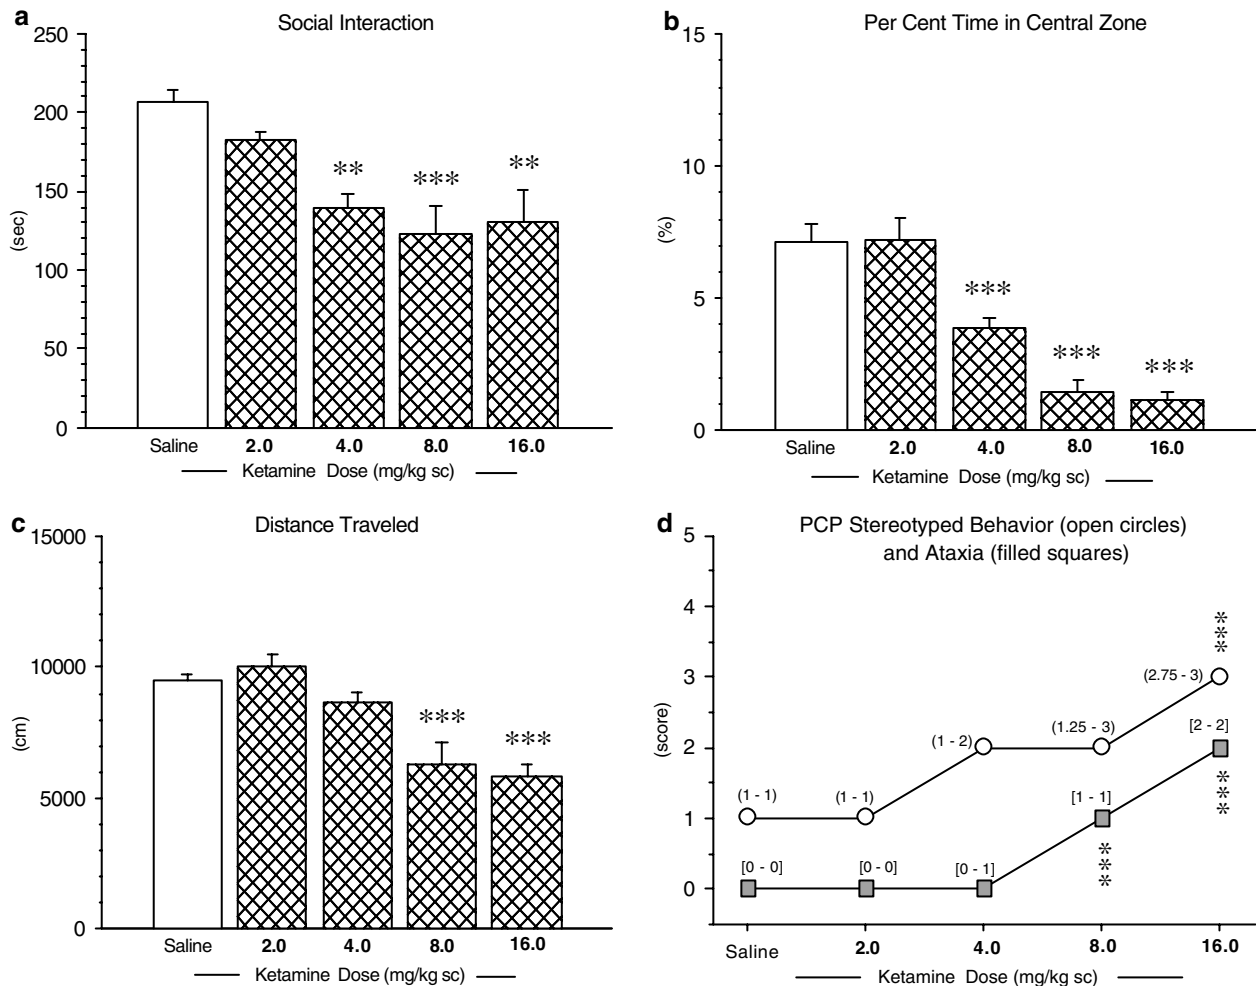 a
Social Interaction
250
200
150
100
50
0
(sec)
**
***
**
Saline 2.0 4.0 8.0 16.0
Ketamine Dose (mg/kg sc)
b
Per Cent Time in Central Zone
15
10
5
0
(%)
***
***
***
Saline 2.0 4.0 8.0 16.0
Ketamine Dose (mg/kg sc)
c
Distance Traveled
15000
10000
5000
0
(cm)
***
***
Saline 2.0 4.0 8.0 16.0
Ketamine Dose (mg/kg sc)
d
PCP Stereotyped Behavior (open circles)
and Ataxia (filled squares)
5
4
3
2
1
0
(score)
(1 - 1) (1 - 1) (1 - 2) (1.25 - 3) (2.75 - 3)
***
[0 - 0] [0 - 0] [0 - 1] [1 - 1] [2 - 2]
***
***
Saline 2.0 4.0 8.0 16.0
Ketamine Dose (mg/kg sc)